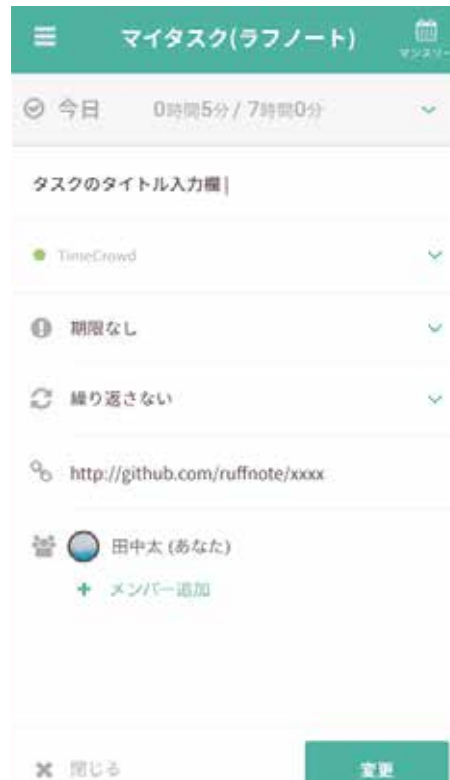 マイタスク(ラフノート)
マンスリー
今日 0時間5分 / 7時間0分
タスクのタイトル入力欄
TimeCrowd
期限なし
繰り返さない
http://github.com/ruffnote/xxxx
田中太 (あなた)
+ メンバー追加
閉じる
変更